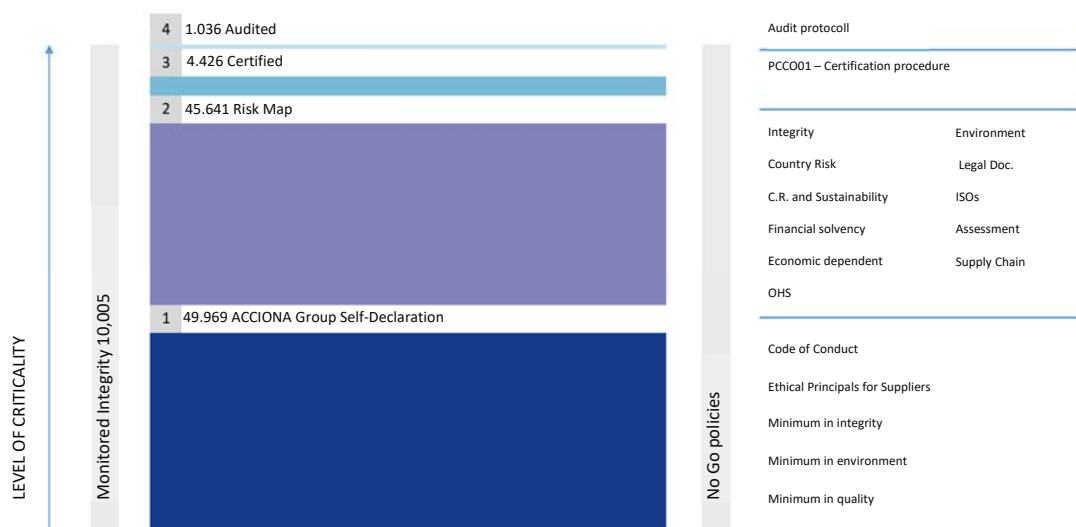 4 1.036 Audited
Audit protocoll
3 4.426 Certified
PCCO01 – Certification procedure
2 45.641 Risk Map
Integrity
Environment
Country Risk
Legal Doc.
C.R. and Sustainability
ISOs
Financial solvency
Assessment
Economic dependent
Supply Chain
OHS
1 49.969 ACCIONA Group Self-Declaration
Code of Conduct
Ethical Principals for Suppliers
Minimum in integrity
Minimum in environment
Minimum in quality
LEVEL OF CRITICALITY
Monitored Integrity 10,005
No Go policies